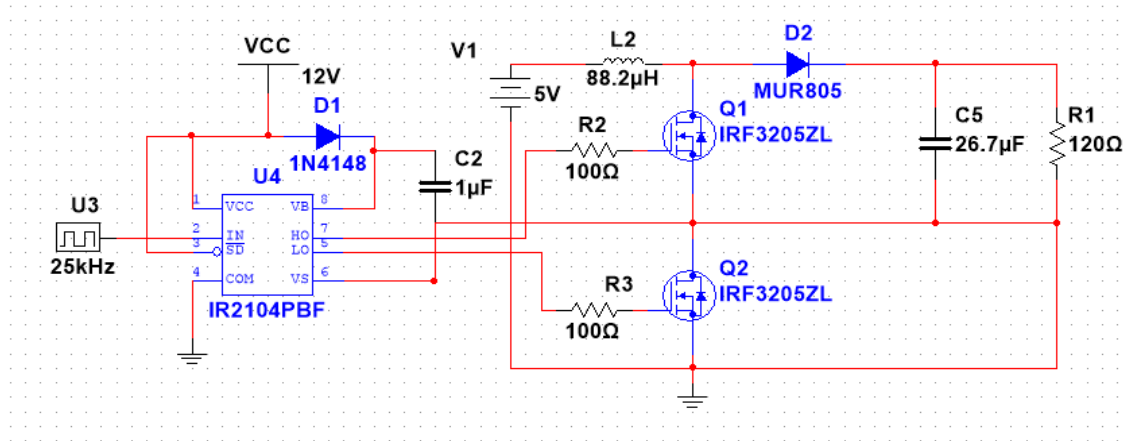 VCC
12V
D1
1N4148
U4
C2
1µF
U3
25kHz
1
VCC
VB
8
2
IN
HO
7
3
SD
LO
5
4
COM
VS
6
IR2104PBF
V1
5V
L2
88.2µH
D2
MUR805
Q1
IRF3205ZL
R2
100Ω
C5
26.7µF
R1
120Ω
Q2
IRF3205ZL
R3
100Ω